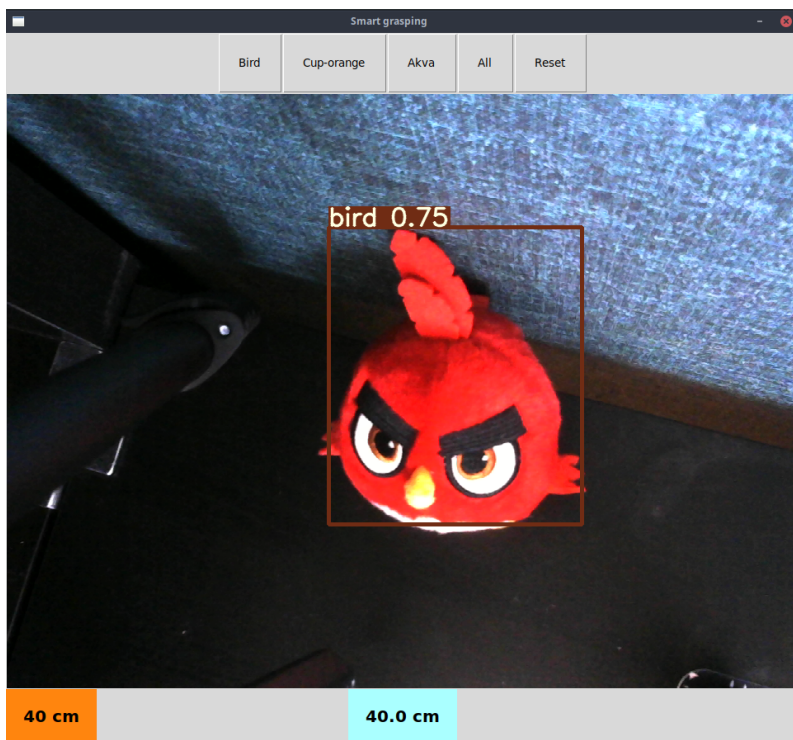 Smart grasping
Bird Cup-orange Akva All Reset
bird 0.75
40 cm 40.0 cm